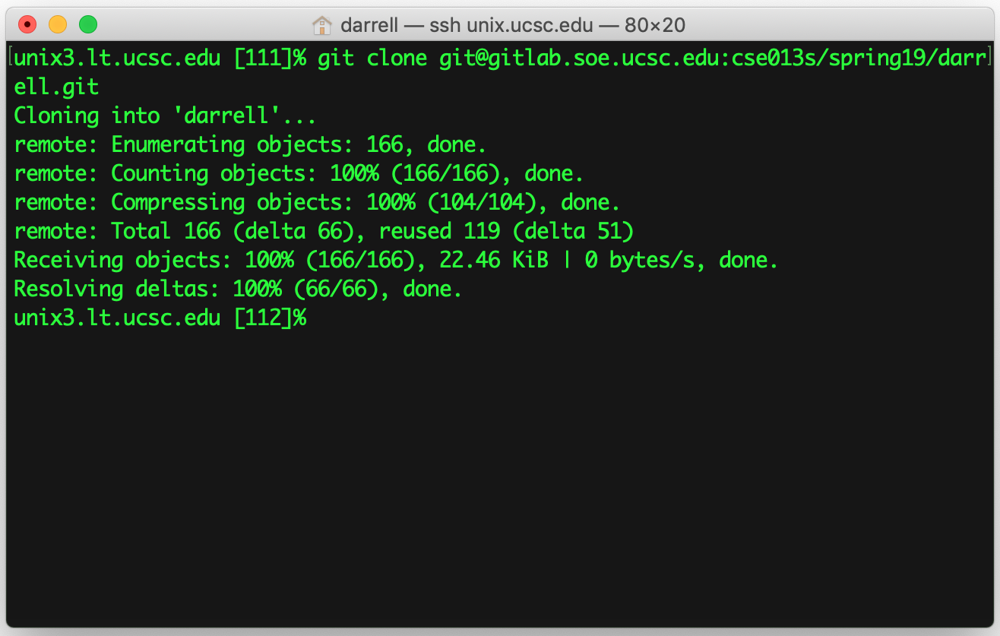 darrell — ssh unix.ucsc.edu — 80×20
unix3.lt.ucsc.edu [111]% git clone git@gitlab.soe.ucsc.edu:cse013s/spring19/darr
ell.git
Cloning into 'darrell'...
remote: Enumerating objects: 166, done.
remote: Counting objects: 100% (166/166), done.
remote: Compressing objects: 100% (104/104), done.
remote: Total 166 (delta 66), reused 119 (delta 51)
Receiving objects: 100% (166/166), 22.46 KiB | 0 bytes/s, done.
Resolving deltas: 100% (66/66), done.
unix3.lt.ucsc.edu [112]%